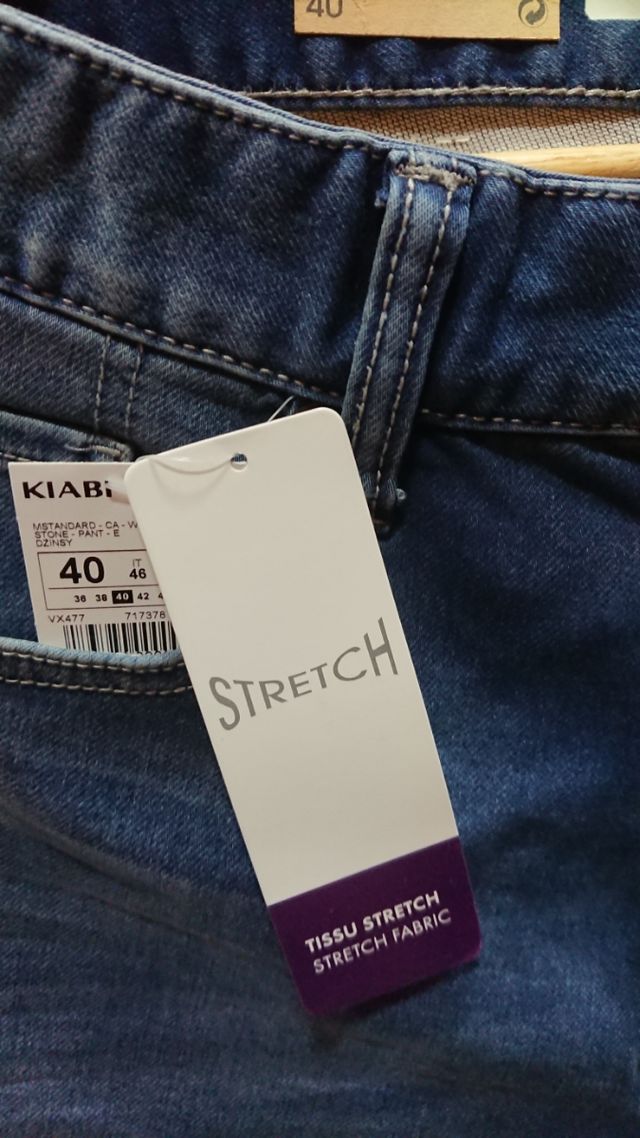 40
KIABI
MSTANDARD - CA - W
STONE - PANT - E
DZINSY
40 IT 46
36 38 40 42
VX477 717378
STRETCH
TISSU STRETCH
STRETCH FABRIC